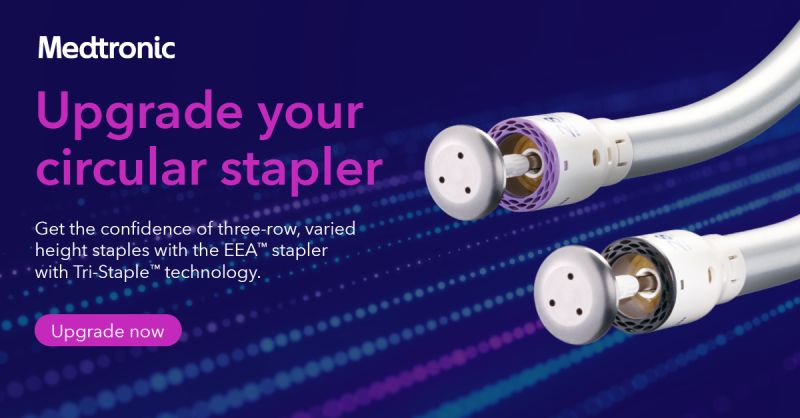 Medtronic
Upgrade your
circular stapler
Get the confidence of three-row, varied
height staples with the EEA™ stapler
with Tri-Staple™ technology.
Upgrade now